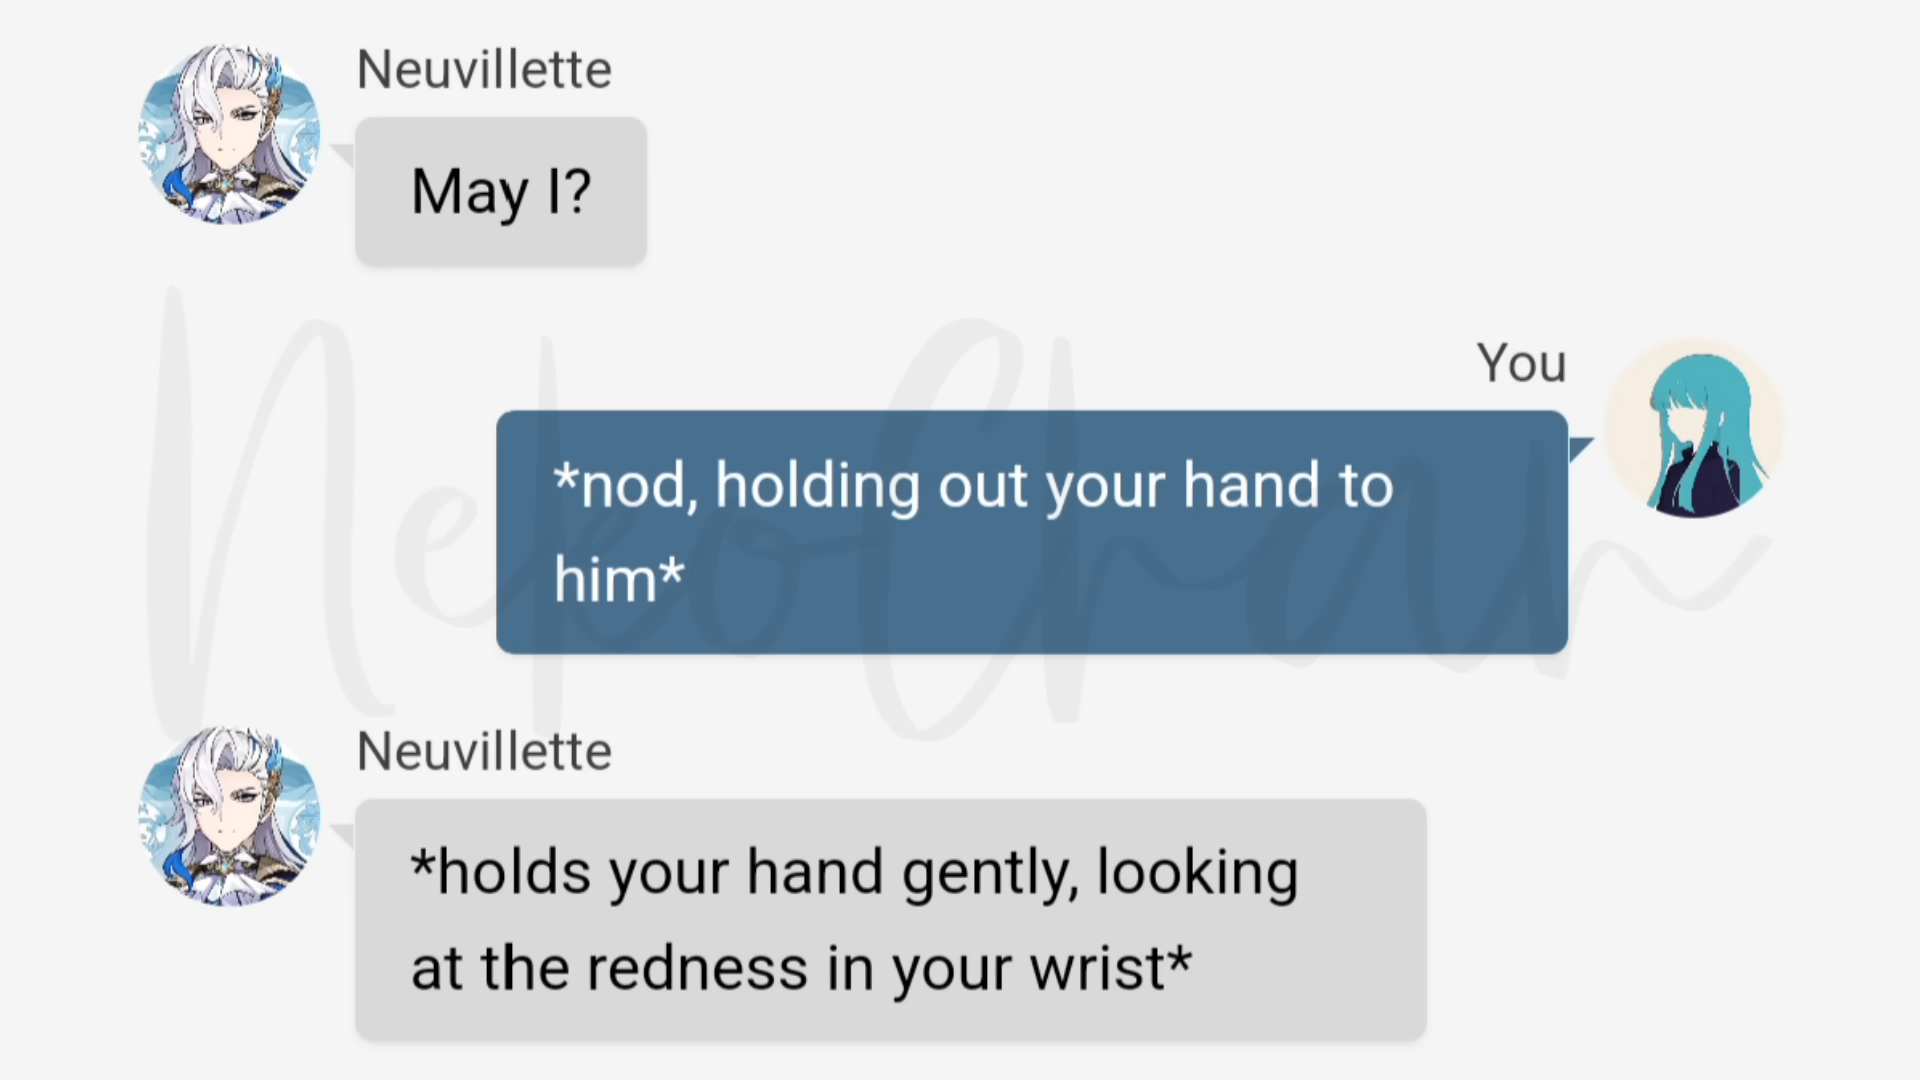 Neuvillette
May I?
You
*nod, holding out your hand to
him*
Neuvillette
*holds your hand gently, looking
at the redness in your wrist*
NekoChan